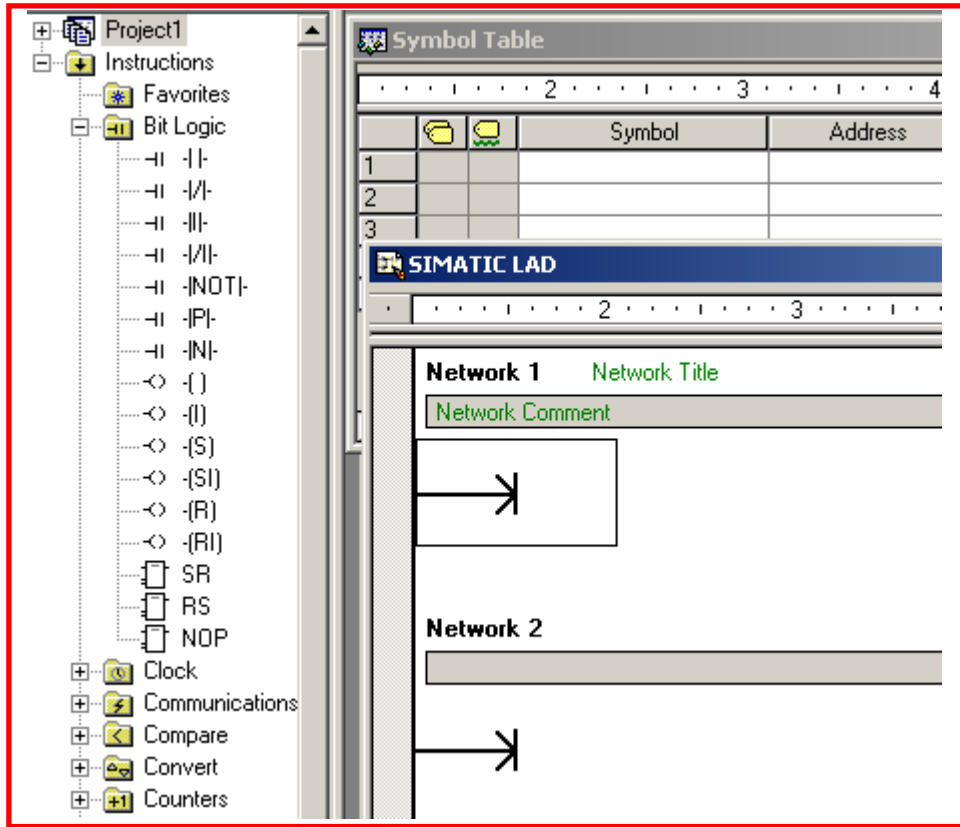 Project1
Instructions
Favorites
Bit Logic
-| |-
-|/|-
-|I|-
-|/I|-
-|NOT|-
-|P|-
-|N|-
-( )
-(I)
-(S)
-(SI)
-(R)
-(RI)
SR
RS
NOP
Clock
Communications
Compare
Convert
Counters
Symbol Table
2 3 4
Symbol Address
1
2
3
SIMATIC LAD
2 3
Network 1 Network Title
Network Comment
Network 2